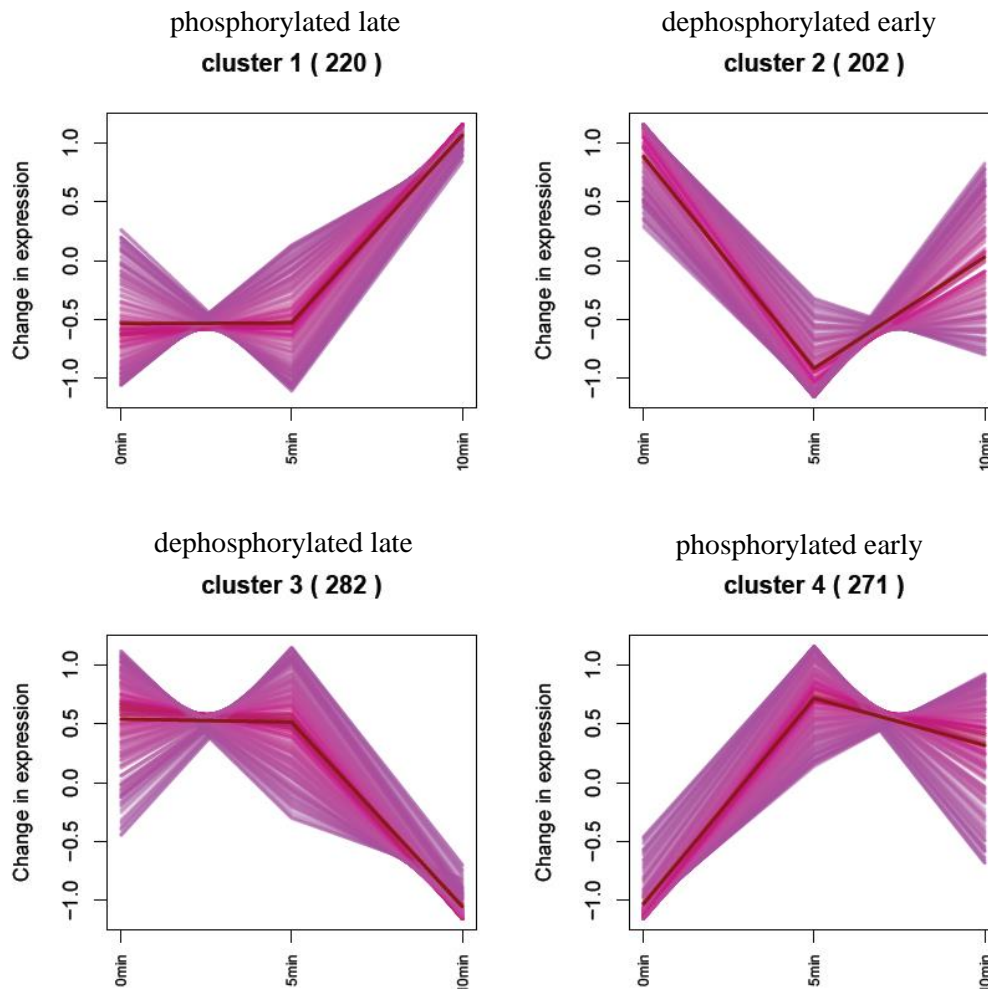 phosphorylated late
cluster 1 ( 220 )
Change in expression
1.0
0.5
0.0
−0.5
−1.0
0min
5min
10min
dephosphorylated early
cluster 2 ( 202 )
Change in expression
1.0
0.5
0.0
−0.5
−1.0
0min
5min
10min
dephosphorylated late
cluster 3 ( 282 )
Change in expression
1.0
0.5
0.0
−0.5
−1.0
0min
5min
10min
phosphorylated early
cluster 4 ( 271 )
Change in expression
1.0
0.5
0.0
−0.5
−1.0
0min
5min
10min